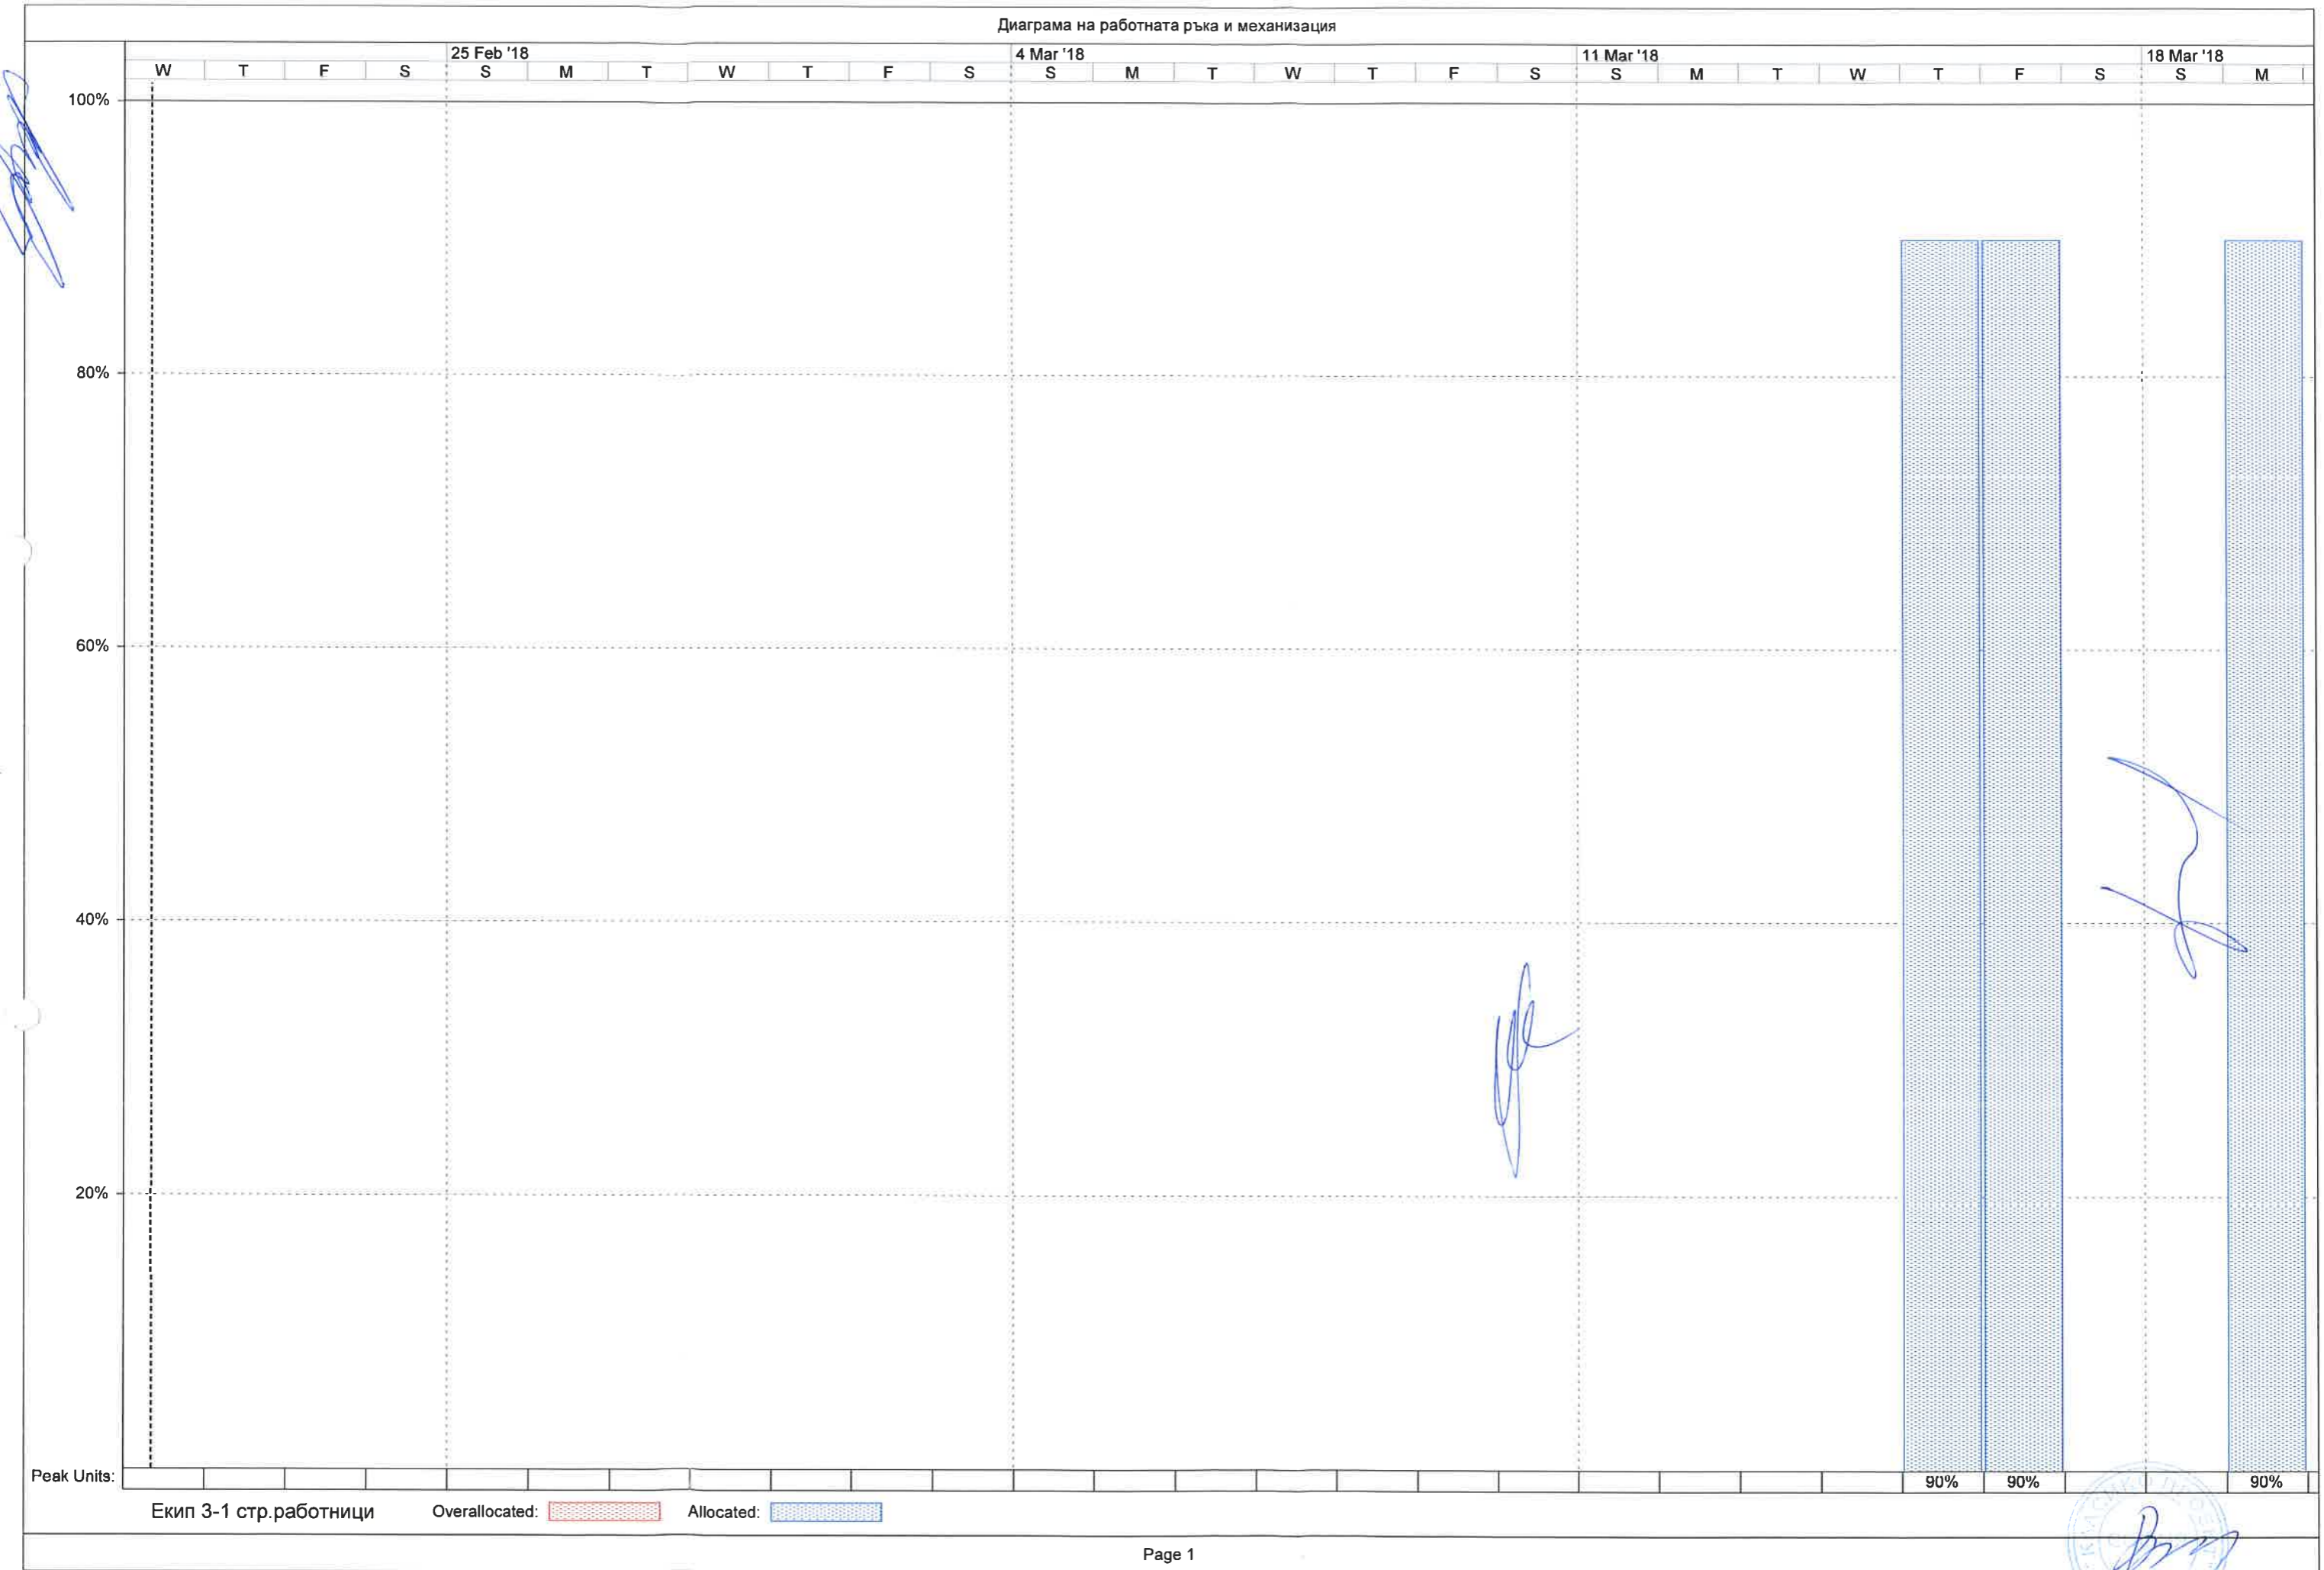 Диаграма на работната ръка и механизация
25 Feb '18 4 Mar '18 11 Mar '18 18 Mar '18
W T F S S M T W T F S S M T W T F S S M T W T F S S M
100%
80%
60%
40%
20%
Peak Units: 90% 90% 90%
Екип 3-1 стр.работници Overallocated: Allocated:
Page 1